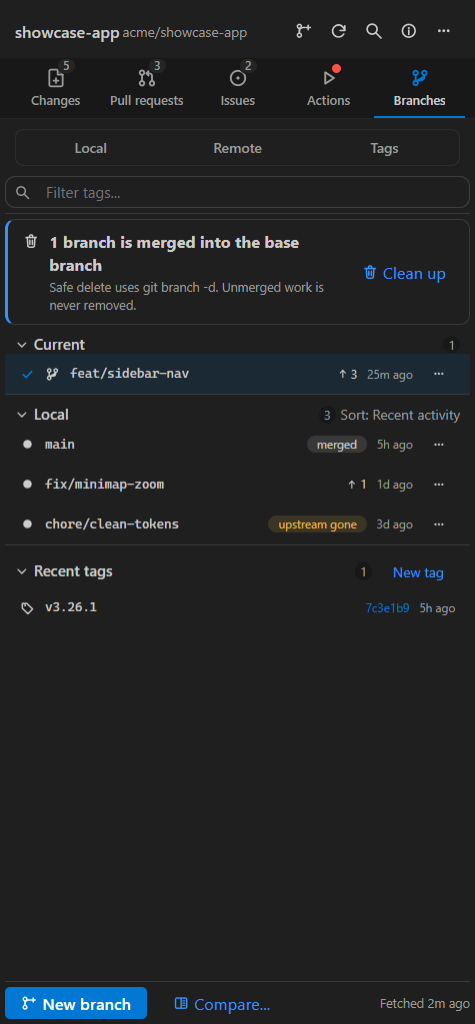 showcase-app acme/showcase-app
5 3 2
Changes Pull requests Issues Actions Branches
Local Remote Tags
Filter tags...
1 branch is merged into the base
branch
Clean up
Safe delete uses git branch -d. Unmerged work is
never removed.
Current 1
feat/sidebar-nav ↑ 3 25m ago ···
Local 3 Sort: Recent activity
main merged 5h ago ···
fix/minimap-zoom ↑ 1 1d ago ···
chore/clean-tokens upstream gone 3d ago ···
Recent tags 1 New tag
v3.26.1 7c3e1b9 5h ago
New branch Compare... Fetched 2m ago